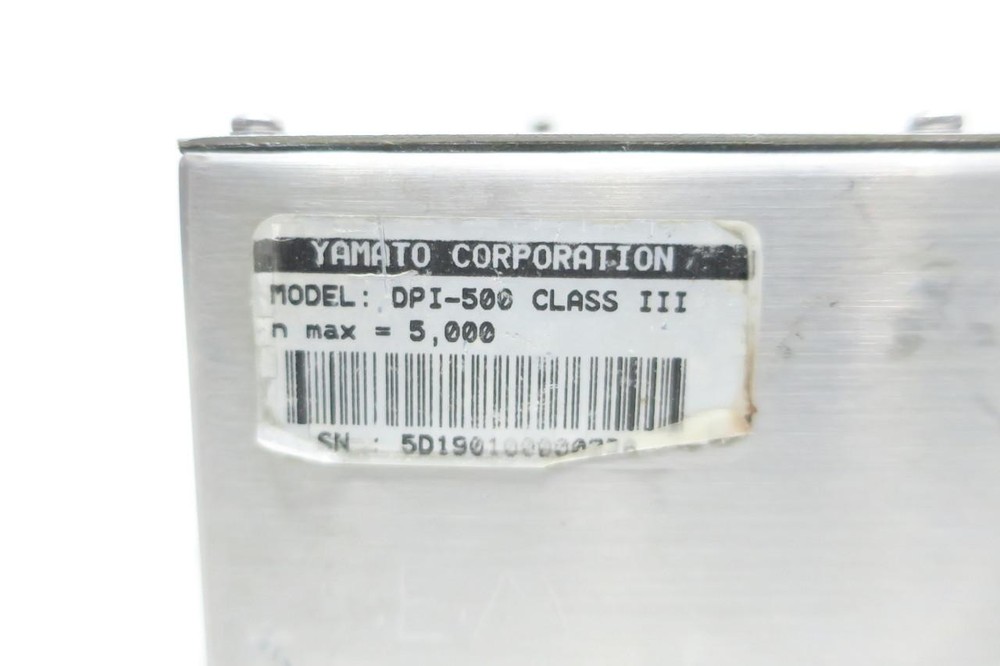 YAMATO CORPORATION
MODEL: DPI-500 CLASS III
n max = 5,000
SN :